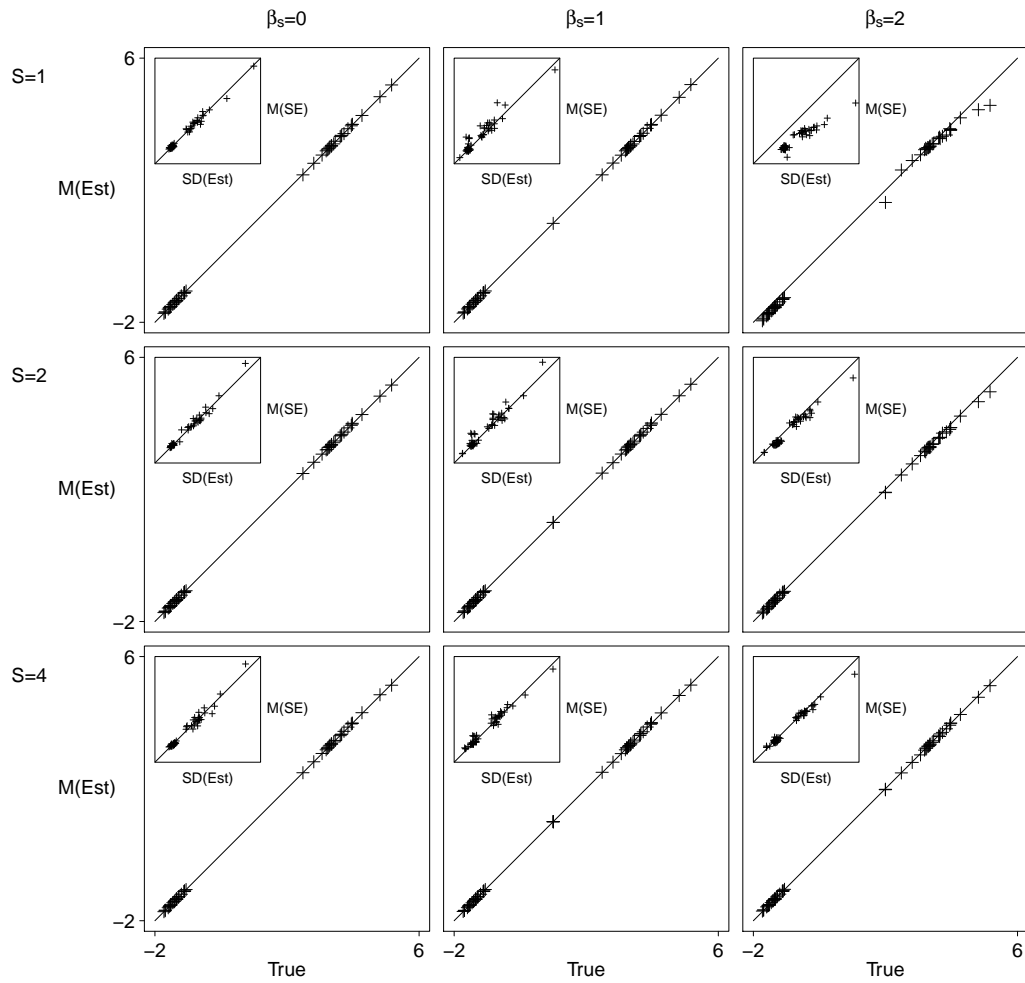 βs=0
βs=1
βs=2
S=1
6
M(Est)
−2
M(SE)
SD(Est)
M(SE)
SD(Est)
M(SE)
SD(Est)
S=2
6
M(Est)
−2
M(SE)
SD(Est)
M(SE)
SD(Est)
M(SE)
SD(Est)
S=4
6
M(Est)
−2
M(SE)
SD(Est)
M(SE)
SD(Est)
M(SE)
SD(Est)
−2
6
True
−2
6
True
−2
6
True